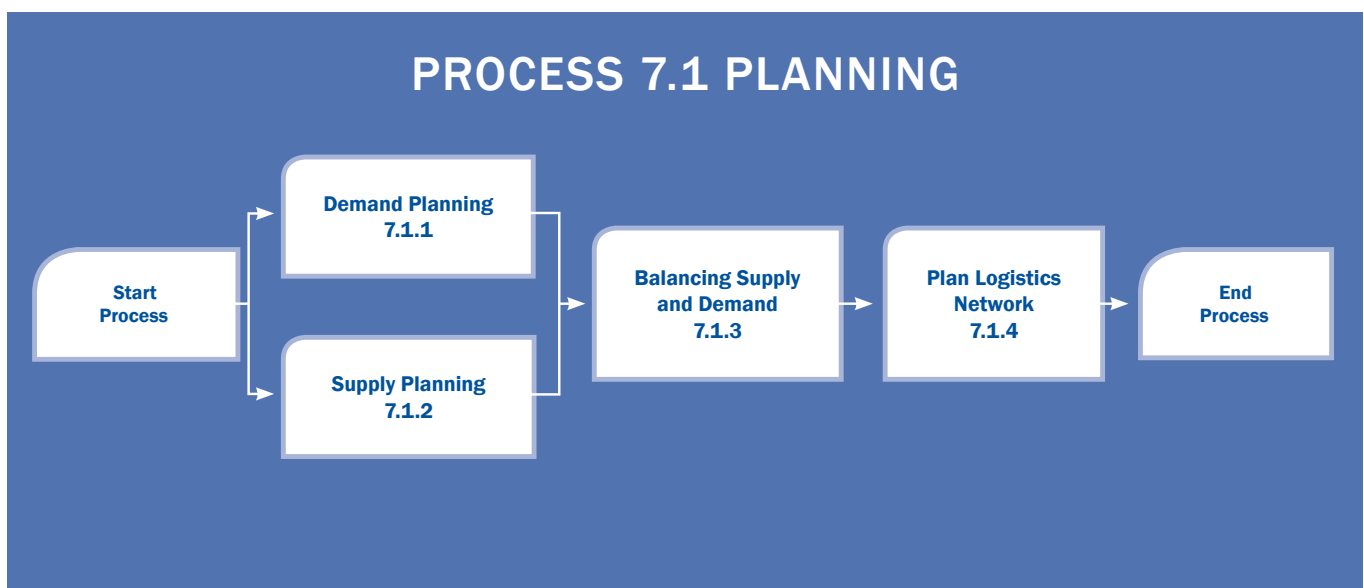 PROCESS 7.1 PLANNING
Start
Process
Demand Planning
7.1.1
Supply Planning
7.1.2
Balancing Supply
and Demand
7.1.3
Plan Logistics
Network
7.1.4
End
Process